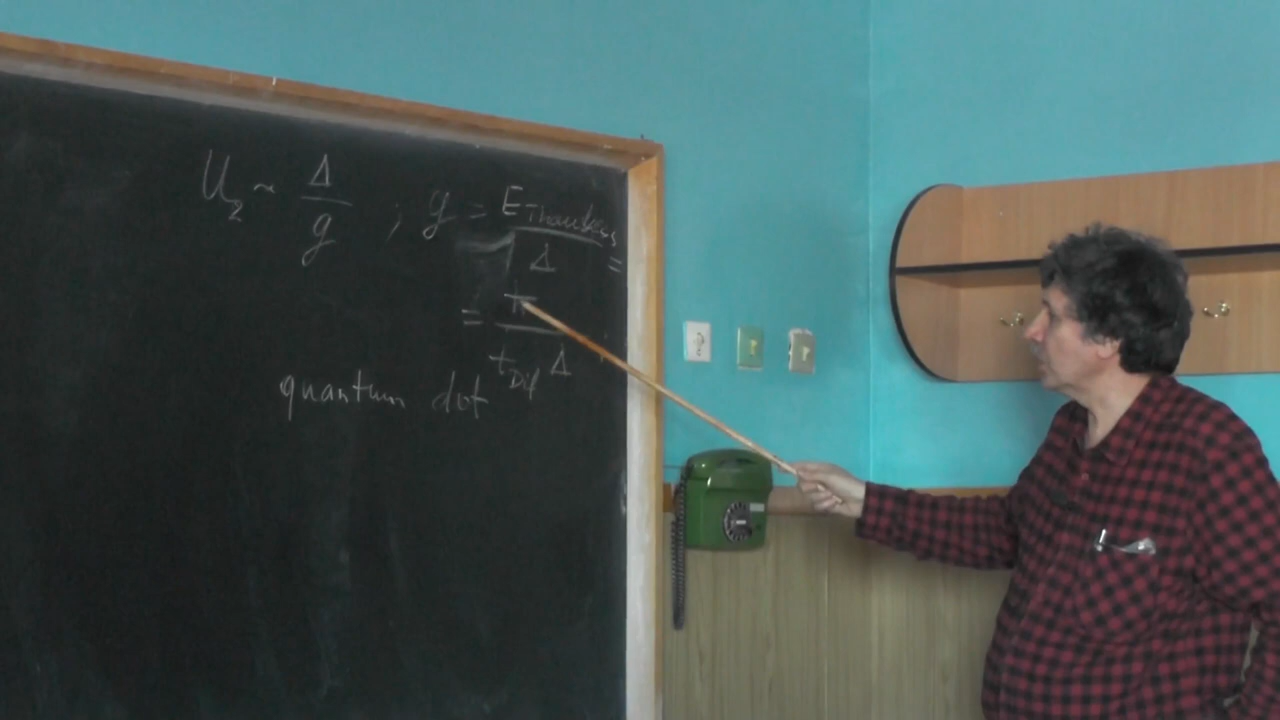 U₂ ~ Δ/g ; g = E_Thouless/Δ =
= ħ/(t_Dif Δ)
quantum dot